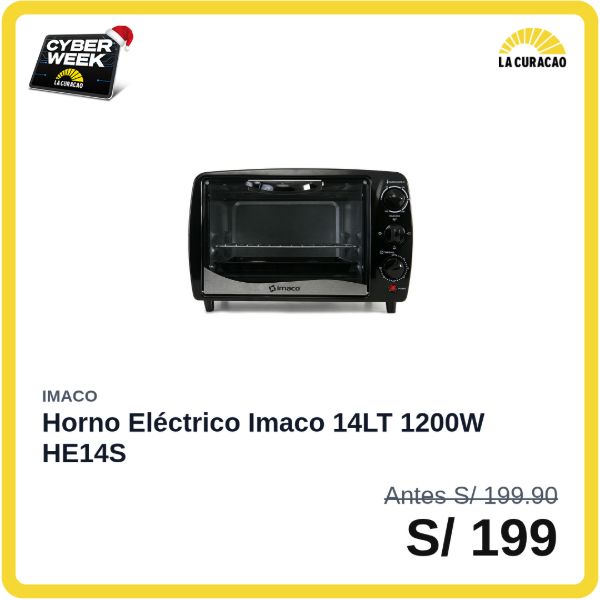 CYBER
WEEK
LA CURACAO
LA CURACAO
imaco
IMACO
Horno Eléctrico Imaco 14LT 1200W
HE14S
Antes S/ 199.90
S/ 199